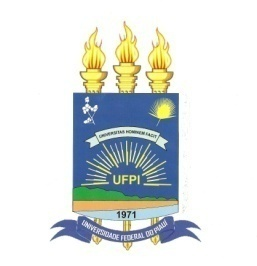 UNIVERSITAS HOMINEM FACIT
UFPI
1971
UNIVERSIDADE FEDERAL DO PIAUÍ